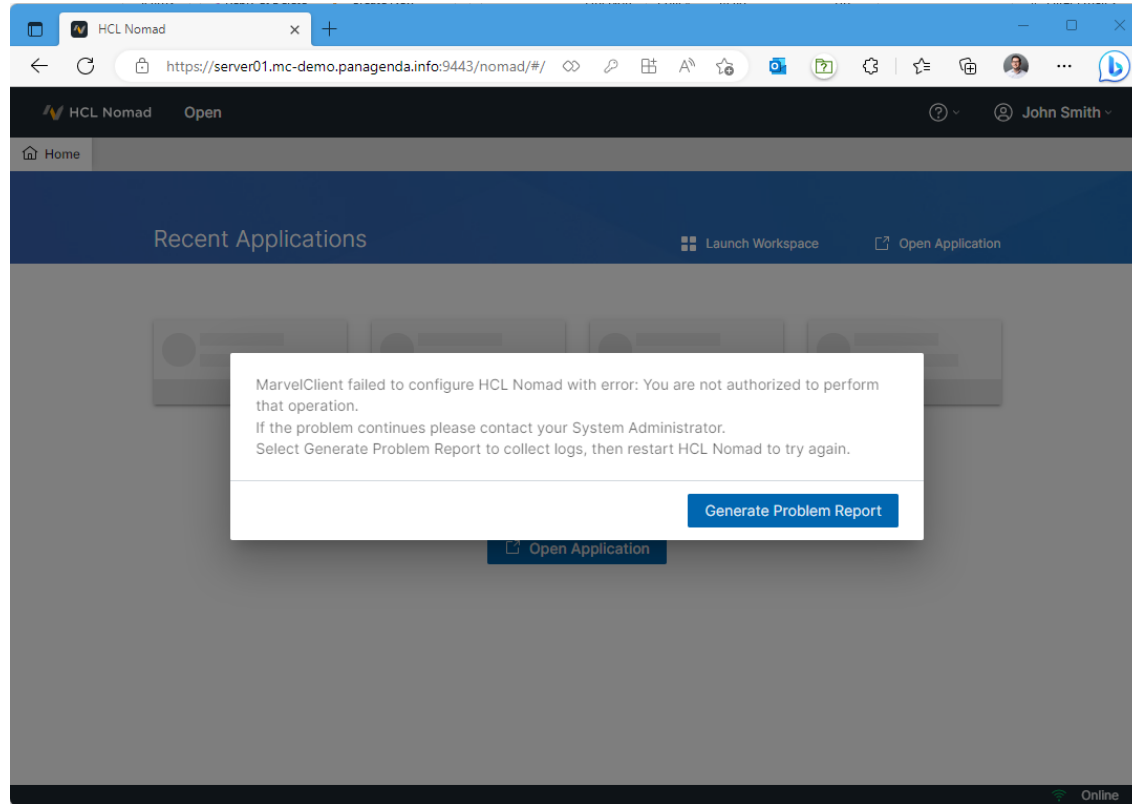 HCL Nomad
https://server01.mc-demo.panagenda.info:9443/nomad/#/
HCL Nomad Open John Smith
Home
Recent Applications Launch Workspace Open Application
MarvelClient failed to configure HCL Nomad with error: You are not authorized to perform
that operation.
If the problem continues please contact your System Administrator.
Select Generate Problem Report to collect logs, then restart HCL Nomad to try again.
Generate Problem Report
Open Application
Online